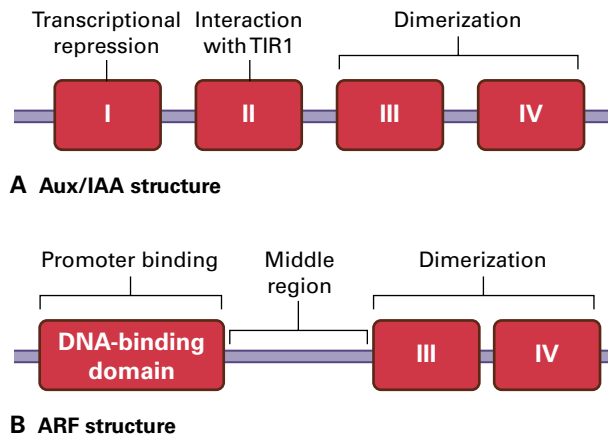 Transcriptional
repression
Interaction
with TIR1
Dimerization
I
II
III
IV
A Aux/IAA structure
Promoter binding
Middle
region
Dimerization
DNA-binding
domain
III
IV
B ARF structure